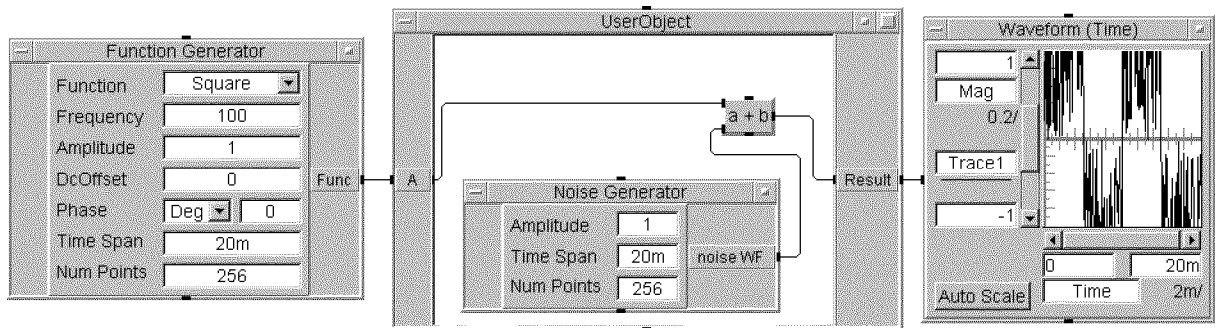 Function Generator
Function Square
Frequency 100
Amplitude 1
DcOffset 0
Phase Deg 0
Time Span 20m
Num Points 256
Func
UserObject
A
a + b
Noise Generator
Amplitude 1
Time Span 20m
Num Points 256
noise WF
Result
Waveform (Time)
1
Mag
0.2/
Trace1
-1
0 20m
Auto Scale Time 2m/